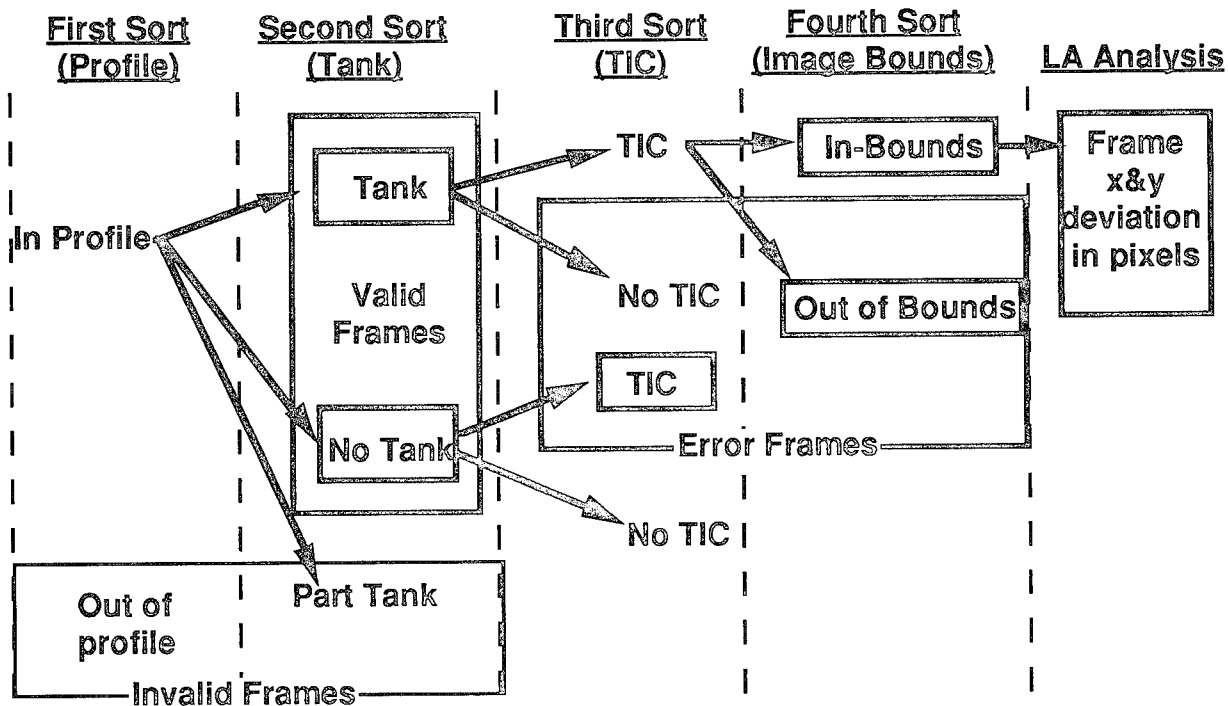 First Sort
(Profile)
Second Sort
(Tank)
Third Sort
(TIC)
Fourth Sort
(Image Bounds)
LA Analysis
In Profile
Tank
Valid
Frames
No Tank
Part Tank
Out of
profile
Invalid Frames
TIC
No TIC
TIC
No TIC
Error Frames
In-Bounds
Out of Bounds
Frame
x&y
deviation
in pixels